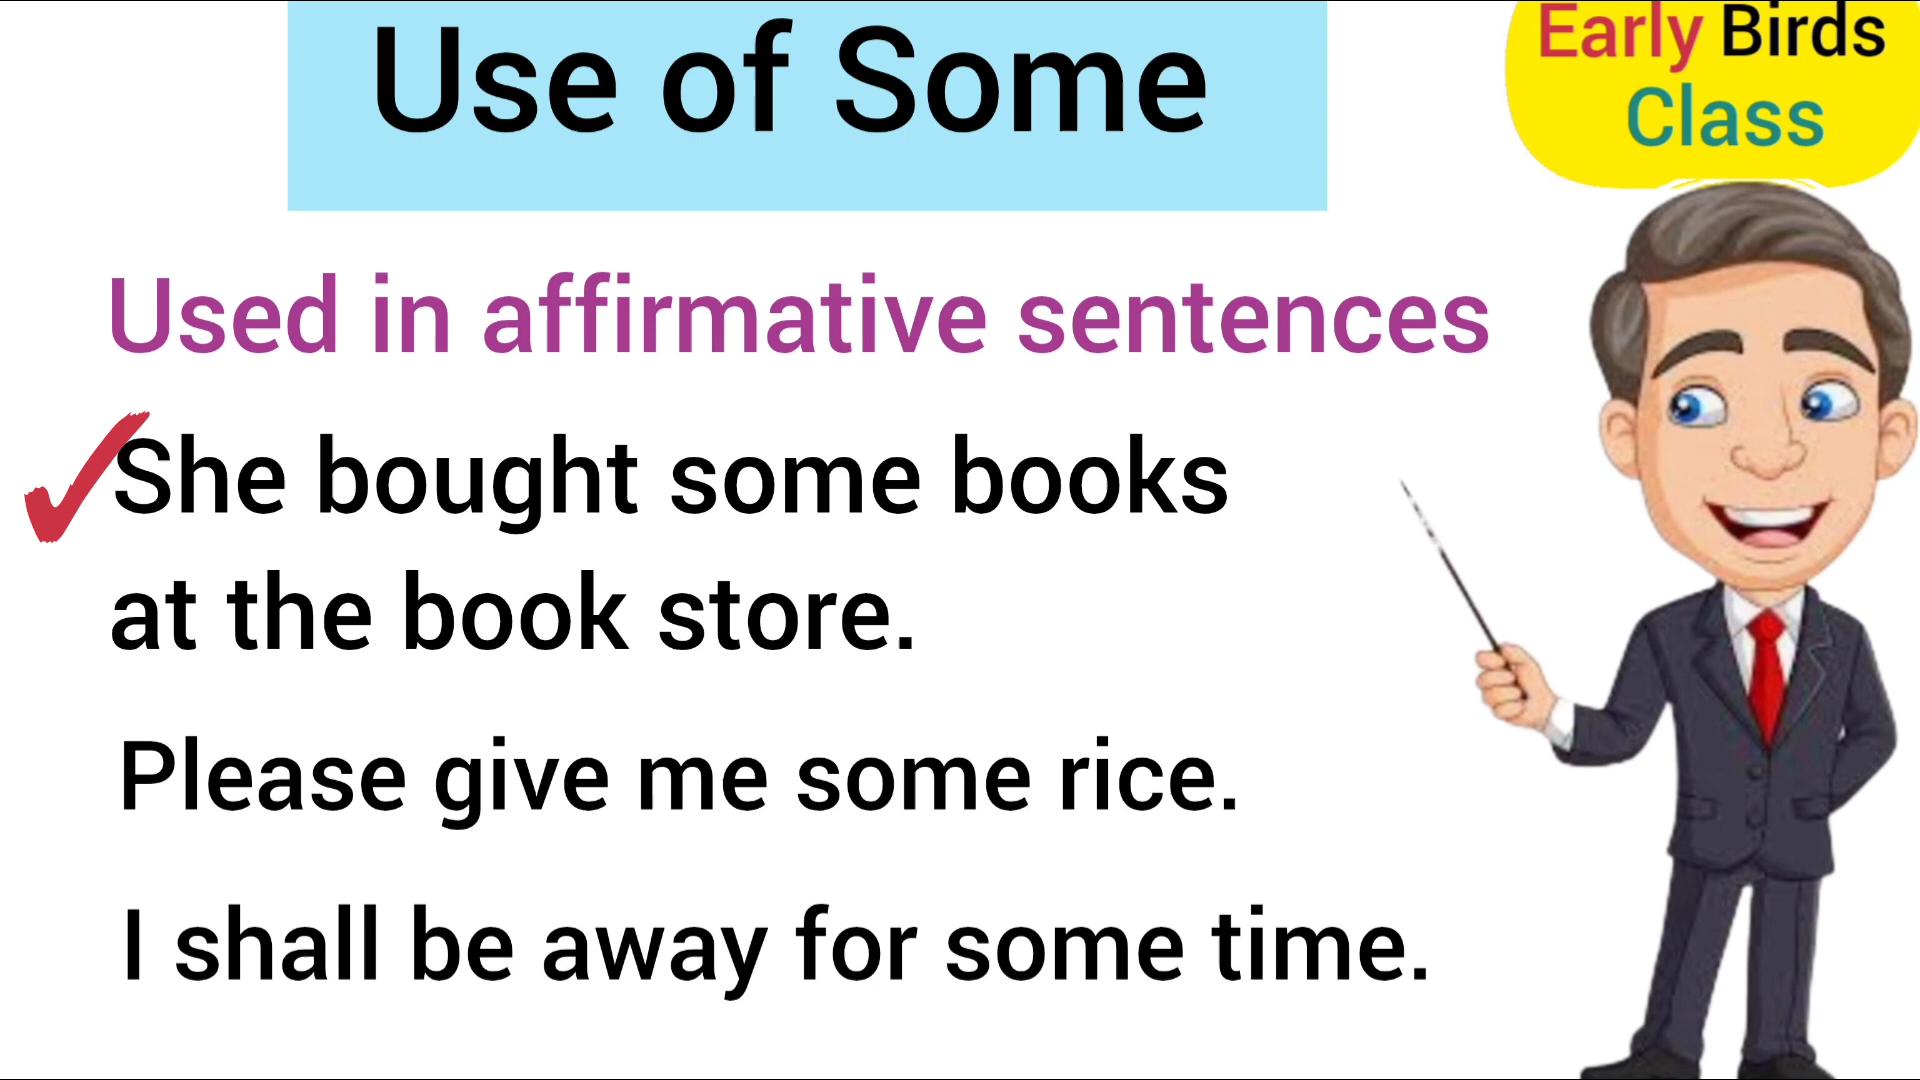 Use of Some
Early Birds
Class
Used in affirmative sentences
She bought some books
at the book store.
Please give me some rice.
I shall be away for some time.